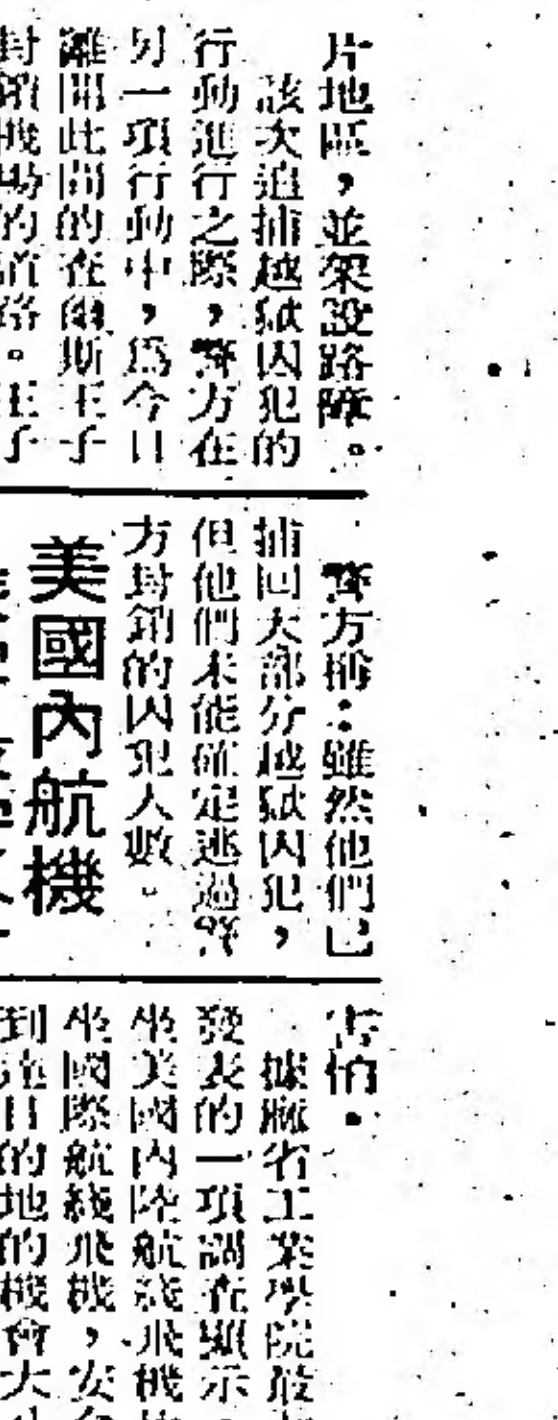 片地區，並架設路障。
該次追捕越獄囚犯的
行動進行之際，警方在
另一項行動中，爲今日
離開此間的查爾斯王子
封鎖機場的道路。王子
警方稱：雖然他們已
捕回大部分越獄囚犯，
但他們未能確定逃過警
方封銷的囚犯人數。
美國內航機
害怕。
據麻省工業學院最
發表的一項調查顯示，
坐美國內陸航綫飛機
坐國際航綫飛機，安全
到達目的地的機會大